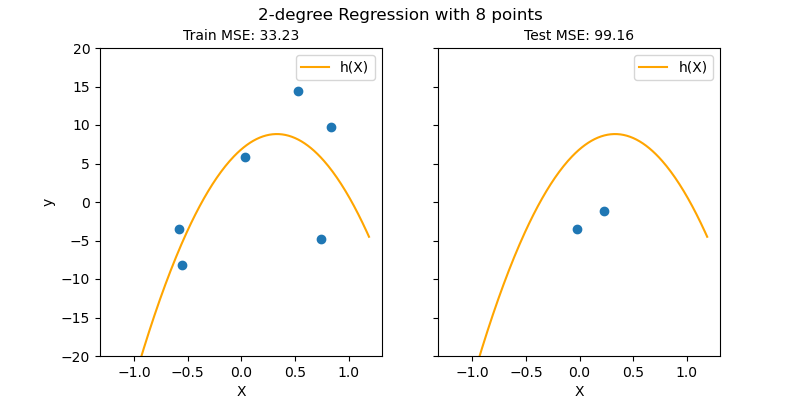 2-degree Regression with 8 points
Train MSE: 33.23
Test MSE: 99.16
h(X)
h(X)
20
15
10
5
0
−5
−10
−15
−20
y
−1.0 −0.5 0.0 0.5 1.0
−1.0 −0.5 0.0 0.5 1.0
X
X